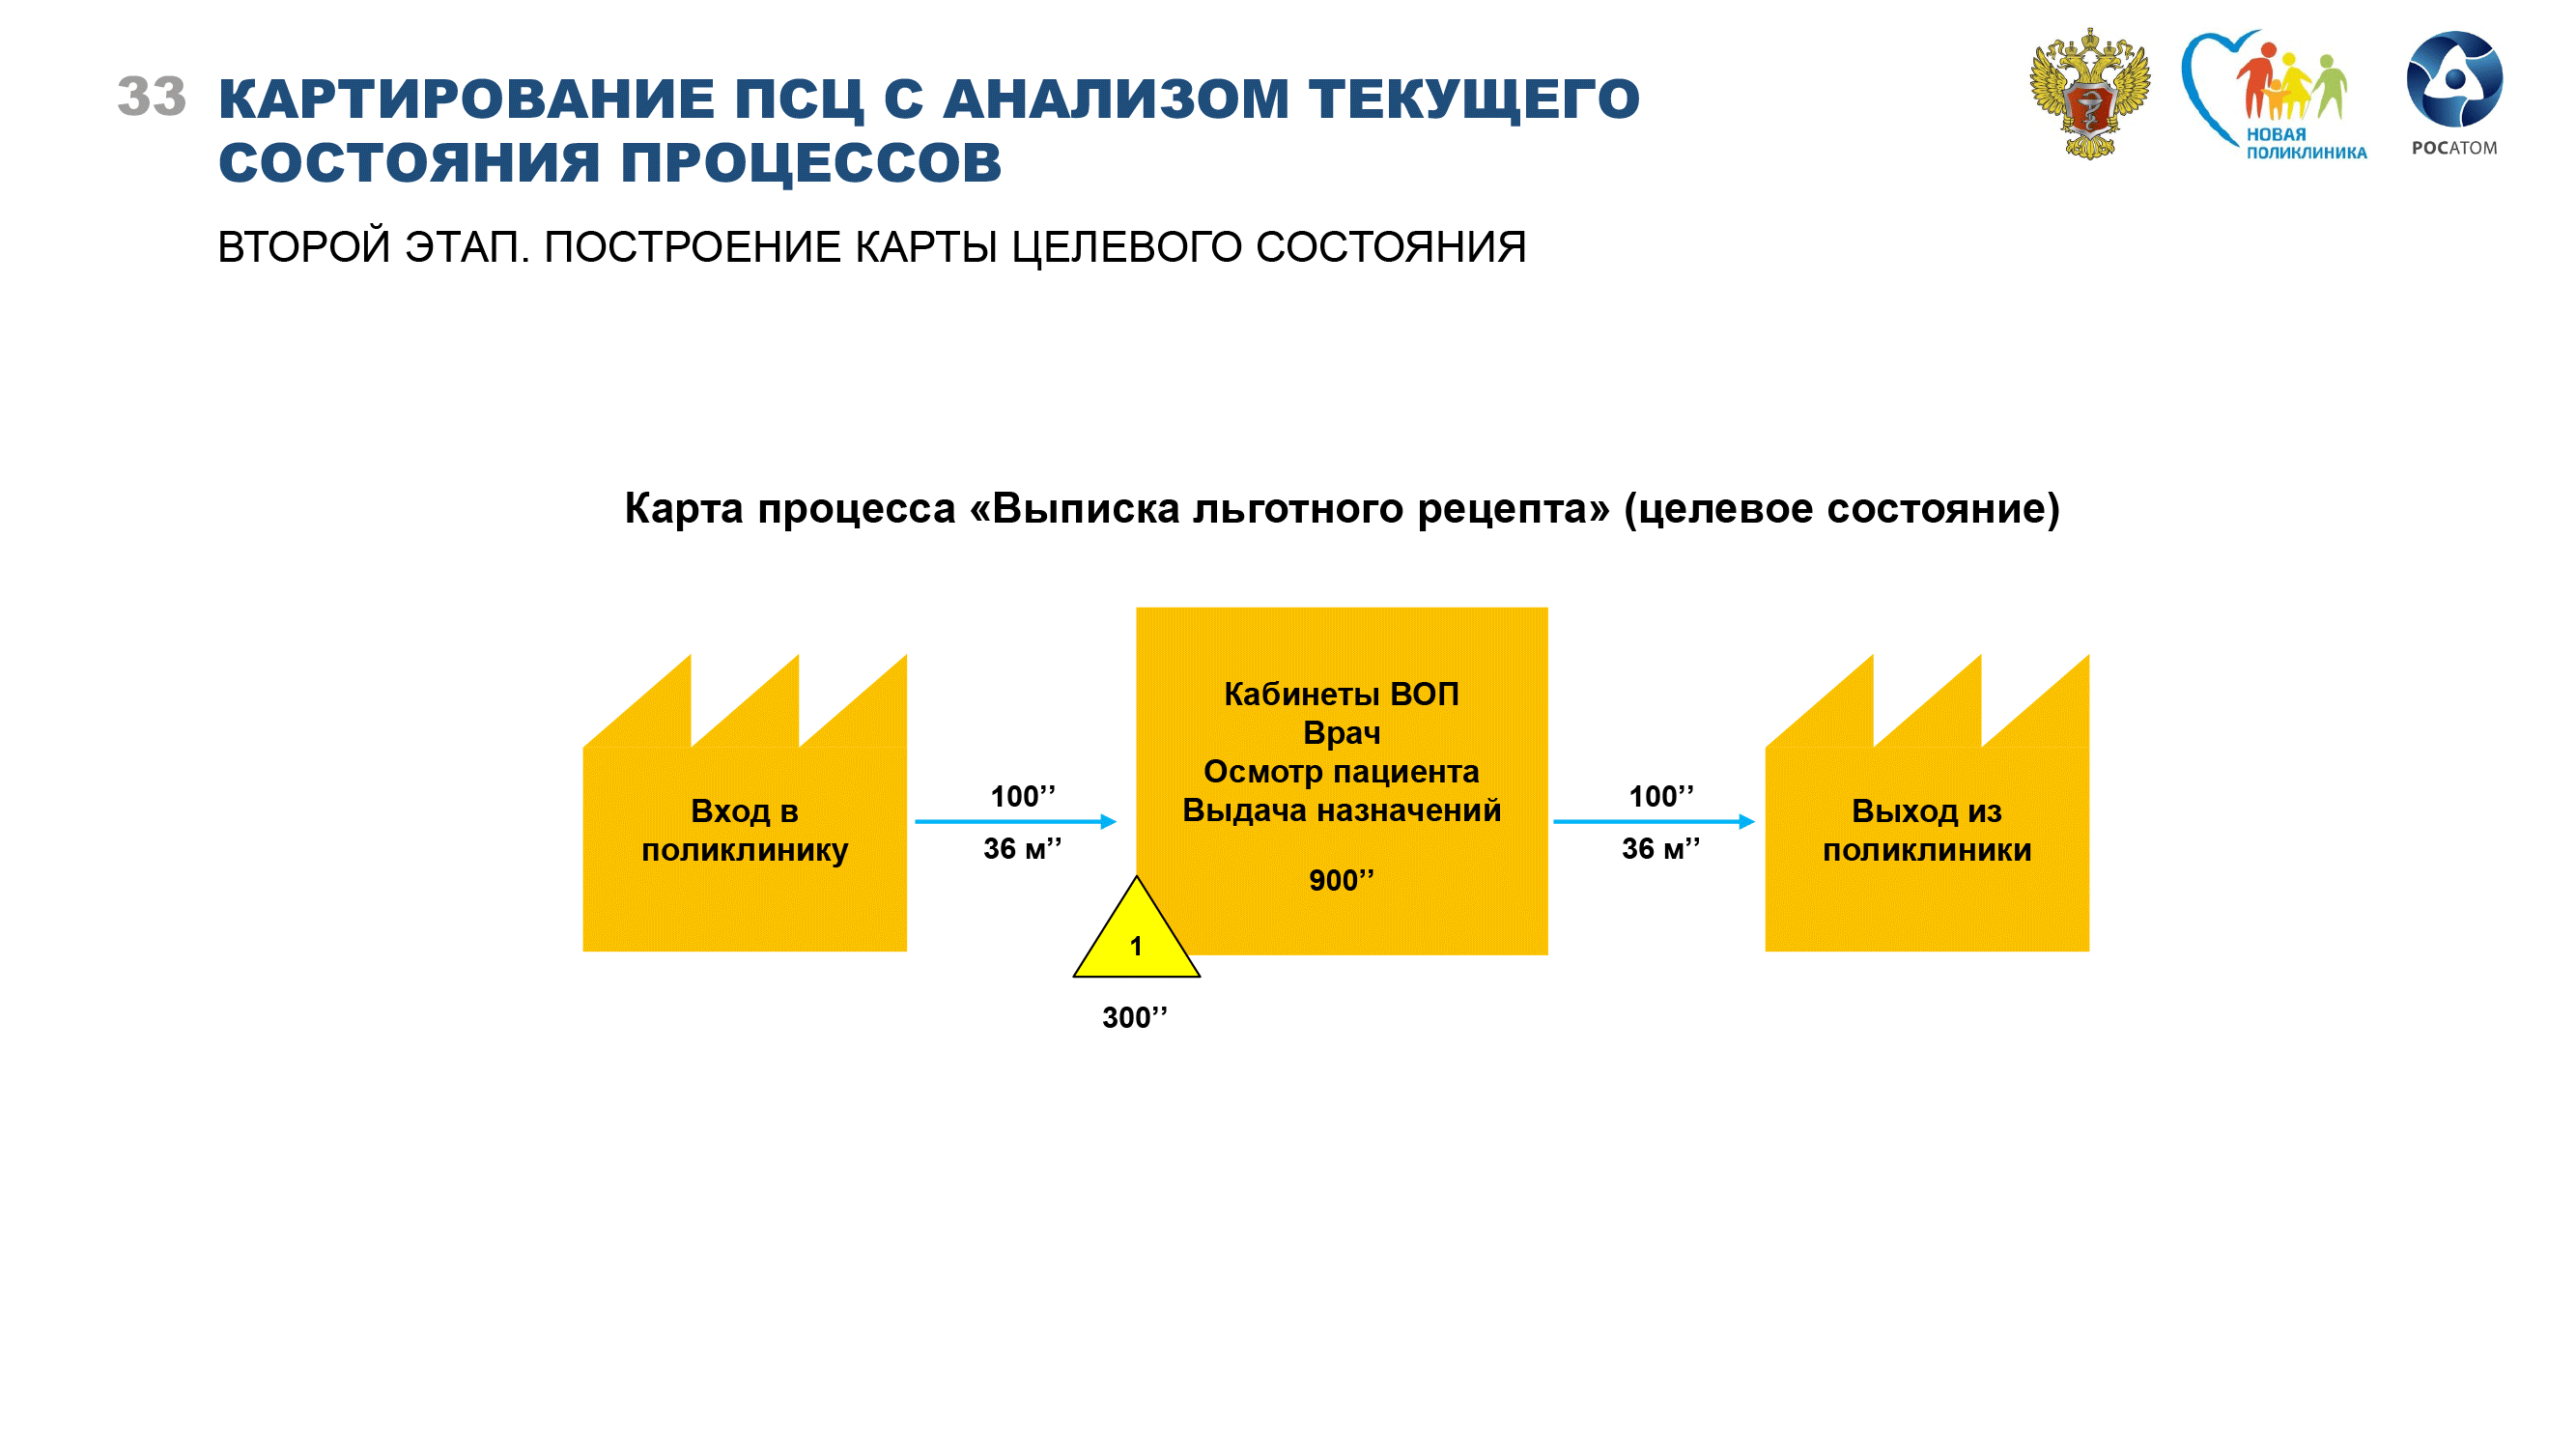 33
КАРТИРОВАНИЕ ПСЦ С АНАЛИЗОМ ТЕКУЩЕГО
СОСТОЯНИЯ ПРОЦЕССОВ
НОВАЯ
ПОЛИКЛИНИКА
РОСАТОМ
ВТОРОЙ ЭТАП. ПОСТРОЕНИЕ КАРТЫ ЦЕЛЕВОГО СОСТОЯНИЯ
Карта процесса «Выписка льготного рецепта» (целевое состояние)
Вход в
поликлинику
100’’
36 м’’
Кабинеты ВОП
Врач
Осмотр пациента
Выдача назначений
900’’
1
300’’
100’’
36 м’’
Выход из
поликлиники